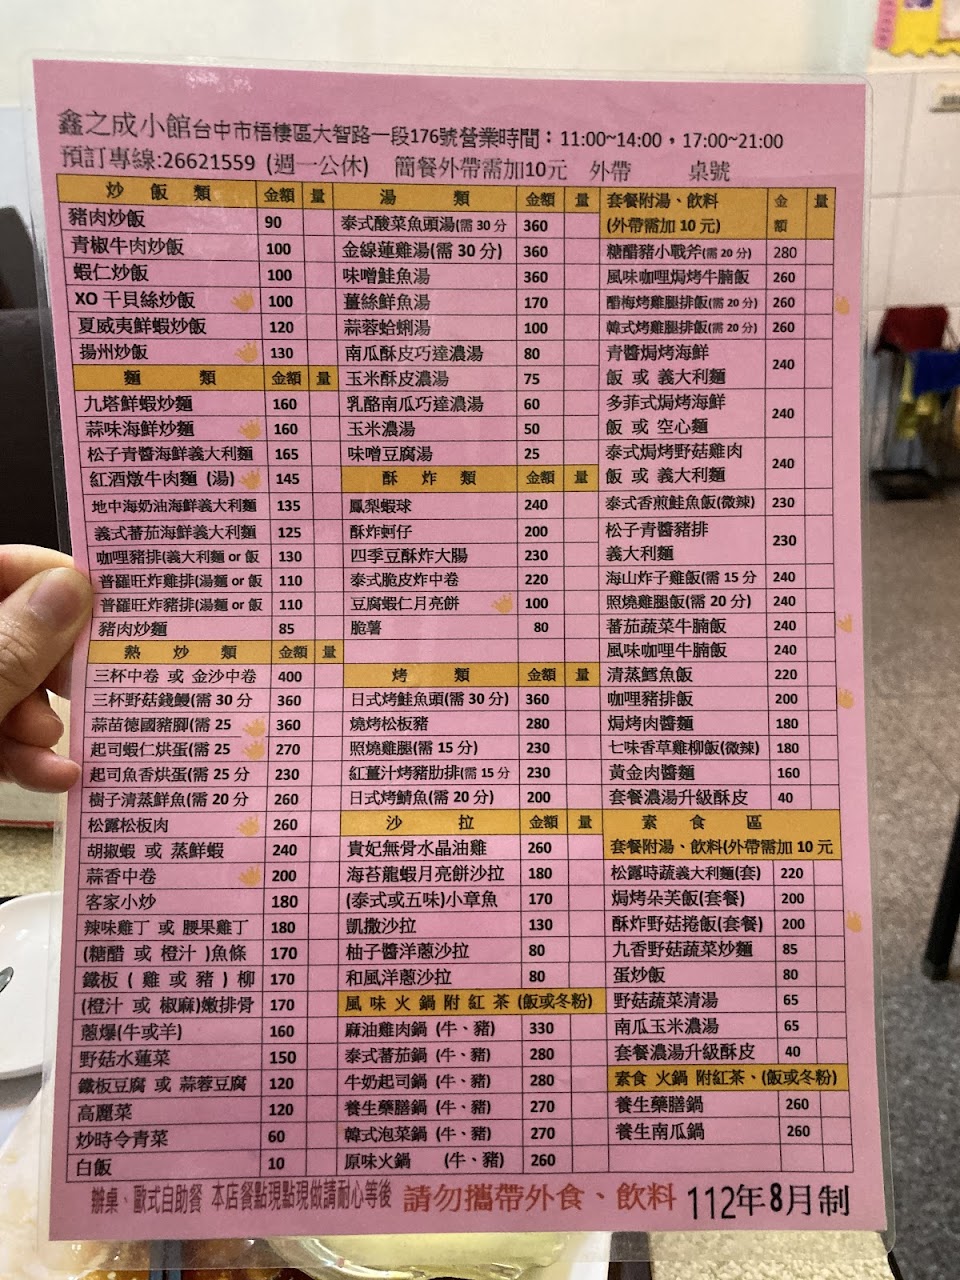 鑫之成小館台中市梧棲區大智路一段176號營業時間：11:00~14:00，17:00~21:00
預訂專線:26621559 (週一公休) 簡餐外帶需加10元 外帶 桌號
炒 飯 類 金額 量
豬肉炒飯 90
青椒牛肉炒飯 100
蝦仁炒飯 100
XO 干貝絲炒飯 100
夏威夷鮮蝦炒飯 120
揚州炒飯 130
麵 類 金額 量
九塔鮮蝦炒麵 160
蒜味海鮮炒麵 160
松子青醬海鮮義大利麵 165
紅酒燉牛肉麵 (湯) 145
地中海奶油海鮮義大利麵 135
義式蕃茄海鮮義大利麵 125
咖哩豬排(義大利麵 or 飯 130
普羅旺炸雞排(湯麵 or 飯 110
普羅旺炸豬排(湯麵 or 飯 110
豬肉炒麵 85
熱 炒 類 金額 量
三杯中卷 或 金沙中卷 400
三杯野菇錢鰻(需 30 分 360
蒜苗德國豬腳(需 25 360
起司蝦仁烘蛋(需 25 270
起司魚香烘蛋(需 25 分 230
樹子清蒸鮮魚(需 20 分 260
松露松板肉 260
胡椒蝦 或 蒸鮮蝦 240
蒜香中卷 200
客家小炒 180
辣味雞丁 或 腰果雞丁 180
(糖醋 或 橙汁 )魚條 170
鐵板 ( 雞 或 豬 ) 柳 170
(橙汁 或 椒麻)嫩排骨 170
蔥爆(牛或羊) 160
野菇水蓮菜 150
鐵板豆腐 或 蒜蓉豆腐 120
高麗菜 120
炒時令青菜 60
白飯 10
湯 類 金額 量
泰式酸菜魚頭湯(需 30 分 360
金線蓮雞湯(需 30 分) 360
味噌鮭魚湯 360
薑絲鮮魚湯 170
蒜蓉蛤蜊湯 100
南瓜酥皮巧達濃湯 80
玉米酥皮濃湯 75
乳酪南瓜巧達濃湯 60
玉米濃湯 50
味噌豆腐湯 25
酥 炸 類 金額 量
鳳梨蝦球 240
酥炸蚵仔 200
四季豆酥炸大腸 230
泰式脆皮炸中卷 220
豆腐蝦仁月亮餅 100
脆薯 80
烤 類 金額 量
日式烤鮭魚頭(需 30 分) 360
燒烤松板豬 280
照燒雞腿(需 15 分) 230
紅薑汁烤豬肋排(需 15 分 230
日式烤鯖魚(需 20 分) 200
沙 拉 金額 量
貴妃無骨水晶油雞 260
海苔龍蝦月亮餅沙拉 180
(泰式或五味)小章魚 170
凱撒沙拉 130
柚子醬洋蔥沙拉 80
和風洋蔥沙拉 80
風 味 火 鍋 附 紅 茶 (飯或冬粉)
麻油雞肉鍋 (牛、豬) 330
泰式蕃茄鍋 (牛、豬) 280
牛奶起司鍋 (牛、豬) 280
養生藥膳鍋 (牛、豬) 270
韓式泡菜鍋 (牛、豬) 270
原味火鍋 (牛、豬) 260
套餐附湯、飲料 金 量
(外帶需加 10 元) 額
糖醋豬小戰斧(需 20 分) 280
風味咖哩焗烤牛腩飯 260
醋梅烤雞腿排飯(需 20 分) 260
韓式烤雞腿排飯(需 20 分) 260
青醬焗烤海鮮
飯 或 義大利麵 240
多菲式焗烤海鮮
飯 或 空心麵 240
泰式焗烤野菇雞肉
飯 或 義大利麵 240
泰式香煎鮭魚飯(微辣) 230
松子青醬豬排
義大利麵 230
海山炸子雞飯(需 15 分 240
照燒雞腿飯(需 20 分) 240
蕃茄蔬菜牛腩飯 240
風味咖哩牛腩飯 240
清蒸鱈魚飯 220
咖哩豬排飯 200
焗烤肉醬麵 180
七味香草雞柳飯(微辣) 180
黃金肉醬麵 160
套餐濃湯升級酥皮 40
素 食 區
套餐附湯、飲料(外帶需加 10 元
松露時蔬義大利麵(套) 220
焗烤朵芙飯(套餐) 200
酥炸野菇捲飯(套餐) 200
九香野菇蔬菜炒麵 85
蛋炒飯 80
野菇蔬菜清湯 65
南瓜玉米濃湯 65
套餐濃湯升級酥皮 40
素食 火鍋 附紅茶、(飯或冬粉)
養生藥膳鍋 260
養生南瓜鍋 260
辦桌、歐式自助餐 本店餐點現點現做請耐心等後 請勿攜帶外食、飲料 112年8月制